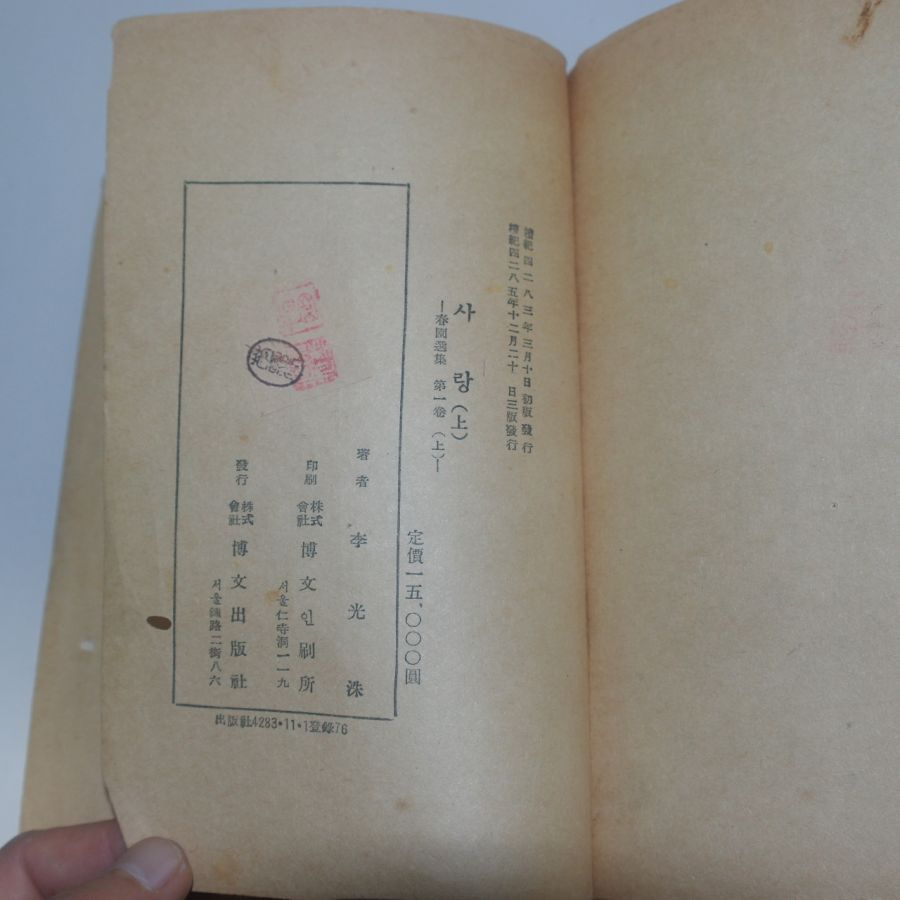 檀紀四二八三年三月十日初版發行
檀紀四二八五年十二月二十日三版發行
사랑(上)
―春園選集 第一卷(上)―
定價一五,○○○圓
著者 李光洙
印刷 株式會社 博文인刷所
서울仁寺洞一一九
發行 株式會社 博文出版社
서울鍾路二街八六
出版社4283·11·1登錄76